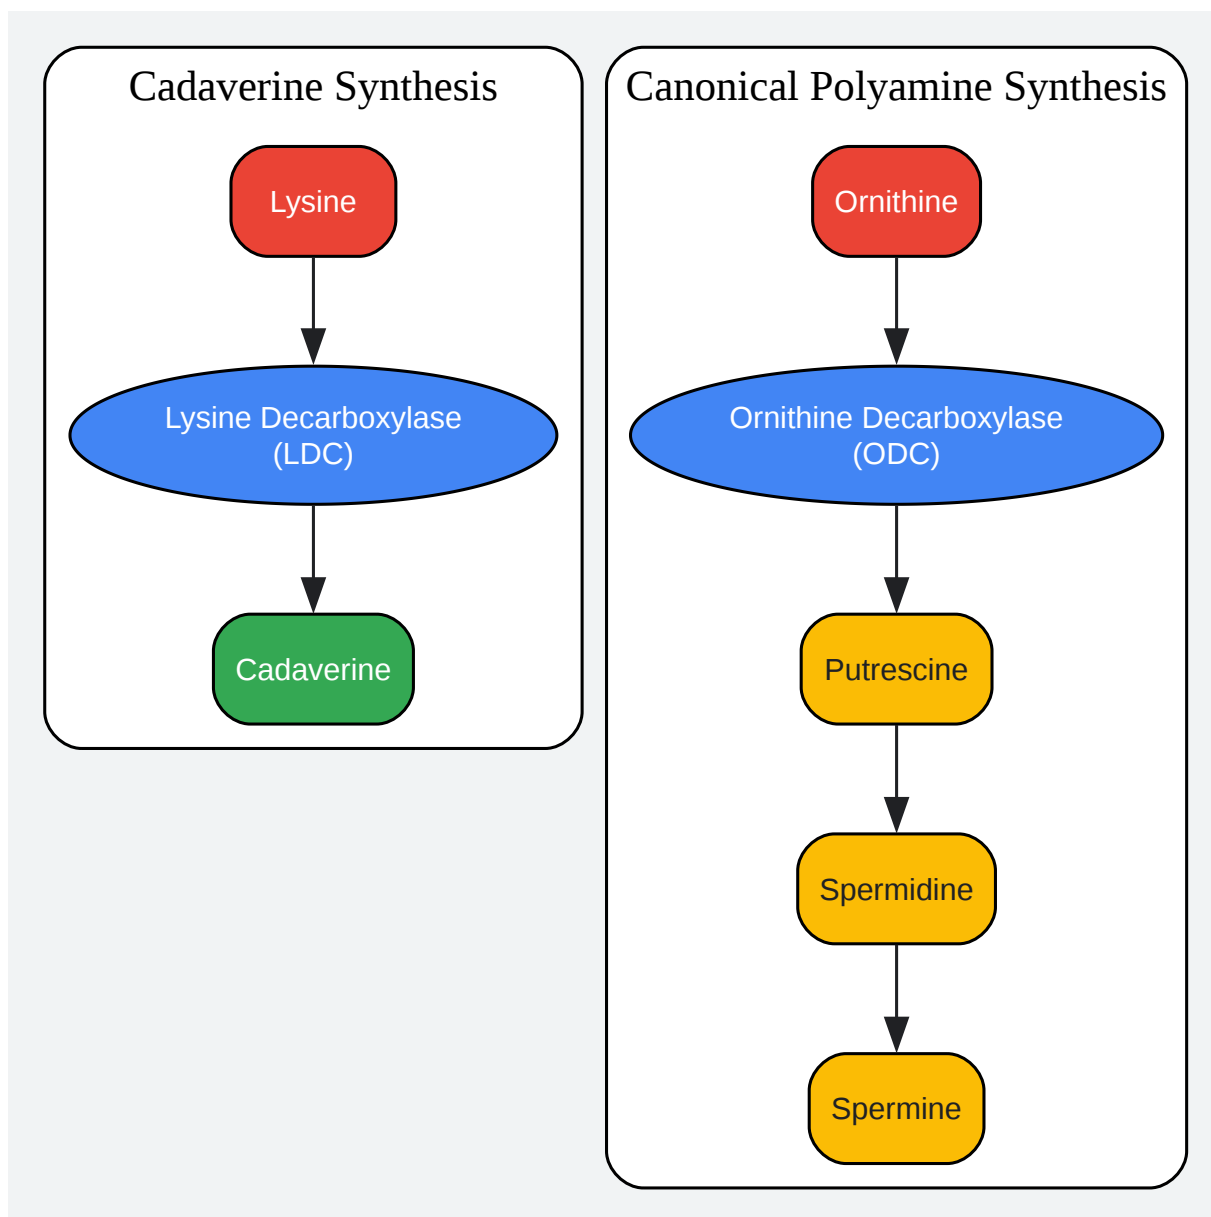 Cadaverine Synthesis
Lysine
Lysine Decarboxylase
(LDC)
Cadaverine
Canonical Polyamine Synthesis
Ornithine
Ornithine Decarboxylase
(ODC)
Putrescine
Spermidine
Spermine